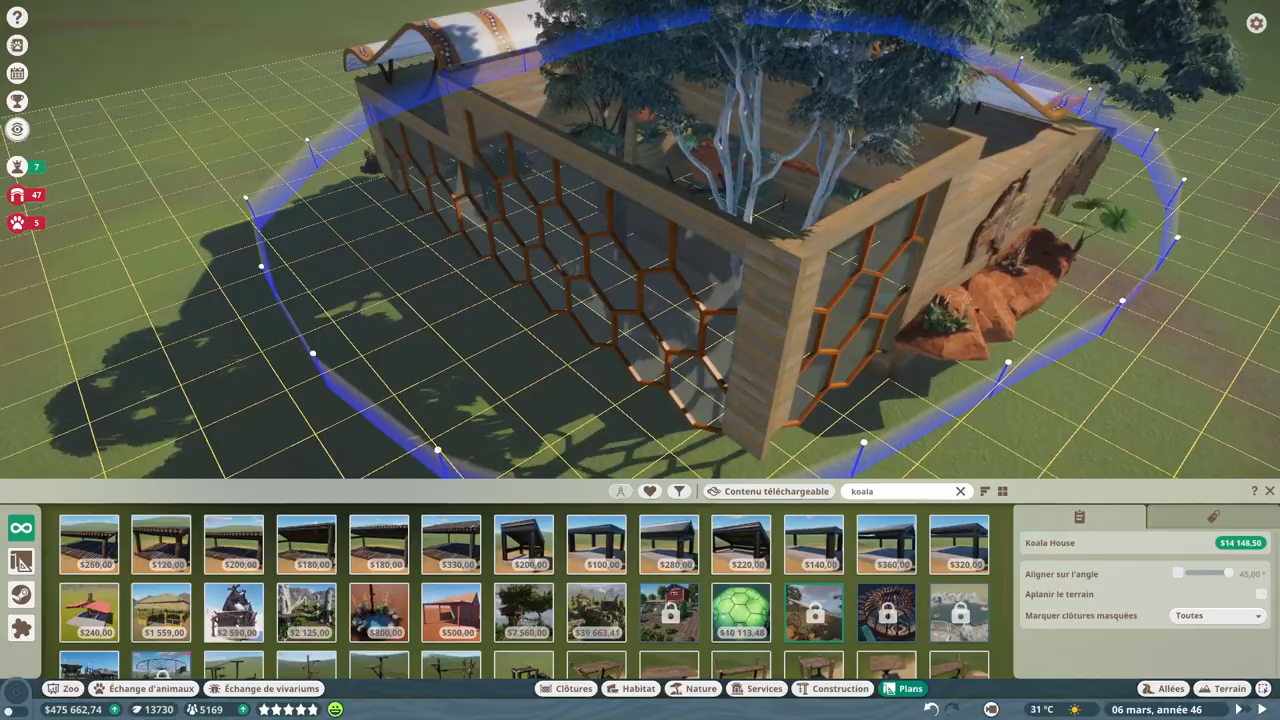 ?
7
47
5
Contenu téléchargeable
koala
? 
$260,00
$120,00
$200,00
$180,00
$180,00
$330,00
$200,00
$100,00
$280,00
$220,00
$140,00
$360,00
$320,00
$240,00
$1 559,00
$2 590,00
$2 125,00
$800,00
$500,00
$7 560,00
$39 663,41
$10 113,48
Koala House
$14 148,50
Aligner sur l'angle
45,00°
Aplanir le terrain
Marquer clôtures masquées
Toutes
Zoo
Échange d'animaux
Échange de vivariums
Clôtures
Habitat
Nature
Services
Construction
Plans
Allées
Terrain
$475 662,74
13730
5169
31 °C
06 mars, année 46